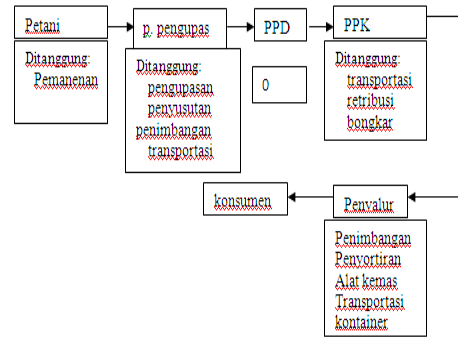 Petani
p. pengupas
PPD
PPK
Ditanggung:
Pemanenan
Ditanggung:
pengupasan
penyusutan
penimbangan
transportasi
0
Ditanggung:
transportasi
retribusi
bongkar
konsumen
Penyalur
Penimbangan
Penyortiran
Alat kemas
Transportasi
kontainer